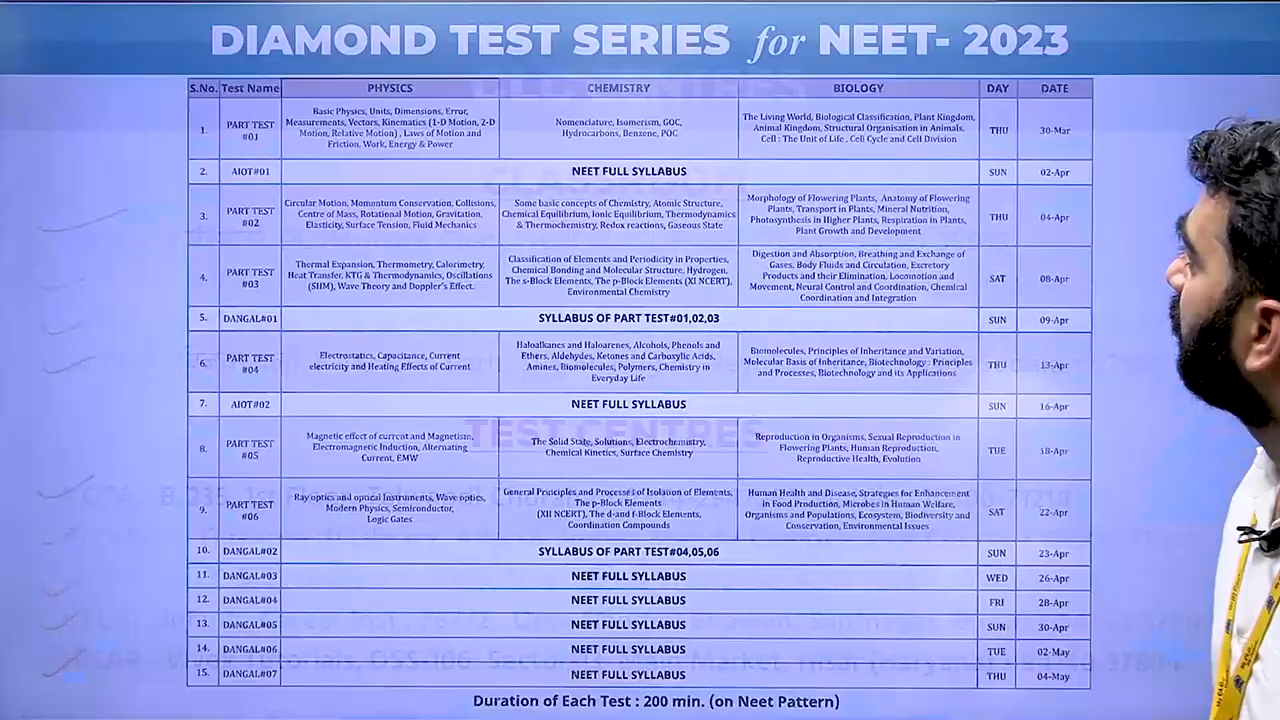 DIAMOND TEST SERIES for NEET- 2023
S.No. Test Name PHYSICS CHEMISTRY BIOLOGY DAY DATE
1. PART TEST #01
Basic Physics, Units, Dimensions, Error,
Measurements, Vectors, Kinematics (1-D Motion, 2-D
Motion, Relative Motion) , Laws of Motion and
Friction, Work, Energy & Power
Nomenclature, Isomerism, GOC,
Hydrocarbons, Benzene, POC
The Living World, Biological Classification, Plant Kingdom,
Animal Kingdom, Structural Organisation in Animals,
Cell : The Unit of Life , Cell Cycle and Cell Division
THU 30-Mar
2. AIOT#01 NEET FULL SYLLABUS SUN 02-Apr
3. PART TEST #02
Circular Motion, Momentum Conservation, Collisions,
Centre of Mass, Rotational Motion, Gravitation,
Elasticity, Surface Tension, Fluid Mechanics
Some basic concepts of Chemistry, Atomic Structure,
Chemical Equilibrium, Ionic Equilibrium, Thermodynamics
& Thermochemistry, Redox reactions, Gaseous State
Morphology of Flowering Plants, Anatomy of Flowering
Plants, Transport in Plants, Mineral Nutrition,
Photosynthesis in Higher Plants, Respiration in Plants,
Plant Growth and Development
THU 04-Apr
4. PART TEST #03
Thermal Expansion, Thermometry, Calorimetry,
Heat Transfer, KTG & Thermodynamics, Oscillations
(SHM), Wave Theory and Doppler's Effect.
Classification of Elements and Periodicity in Properties,
Chemical Bonding and Molecular Structure, Hydrogen,
The s-Block Elements, The p-Block Elements (XI NCERT),
Environmental Chemistry
Digestion and Absorption, Breathing and Exchange of
Gases, Body Fluids and Circulation, Excretory
Products and their Elimination, Locomotion and
Movement, Neural Control and Coordination, Chemical
Coordination and Integration
SAT 08-Apr
5. DANGAL#01 SYLLABUS OF PART TEST#01,02,03 SUN 09-Apr
6. PART TEST #04
Electrostatics, Capacitance, Current
electricity and Heating Effects of Current
Haloalkanes and Haloarenes, Alcohols, Phenols and
Ethers, Aldehydes, Ketones and Carboxylic Acids,
Amines, Biomolecules, Polymers, Chemistry in
Everyday Life
Biomolecules, Principles of Inheritance and Variation,
Molecular Basis of Inheritance, Biotechnology : Principles
and Processes, Biotechnology and its Applications
THU 13-Apr
7. AIOT#02 NEET FULL SYLLABUS SUN 16-Apr
8. PART TEST #05
Magnetic effect of current and Magnetism,
Electromagnetic Induction, Alternating
Current, EMW
The Solid State, Solutions, Electrochemistry,
Chemical Kinetics, Surface Chemistry
Reproduction in Organisms, Sexual Reproduction in
Flowering Plants, Human Reproduction,
Reproductive Health, Evolution
TUE 18-Apr
9. PART TEST #06
Ray optics and optical Instruments, Wave optics,
Modern Physics, Semiconductor,
Logic Gates
General Principles and Processes of Isolation of Elements,
The p-Block Elements
(XII NCERT), The d-and f-Block Elements,
Coordination Compounds
Human Health and Disease, Strategies for Enhancement
in Food Production, Microbes in Human Welfare,
Organisms and Populations, Ecosystem, Biodiversity and
Conservation, Environmental Issues
SAT 22-Apr
10. DANGAL#02 SYLLABUS OF PART TEST#04,05,06 SUN 23-Apr
11. DANGAL#03 NEET FULL SYLLABUS WED 26-Apr
12. DANGAL#04 NEET FULL SYLLABUS FRI 28-Apr
13. DANGAL#05 NEET FULL SYLLABUS SUN 30-Apr
14. DANGAL#06 NEET FULL SYLLABUS TUE 02-May
15. DANGAL#07 NEET FULL SYLLABUS THU 04-May
TEST CENTRES
Duration of Each Test : 200 min. (on Neet Pattern)